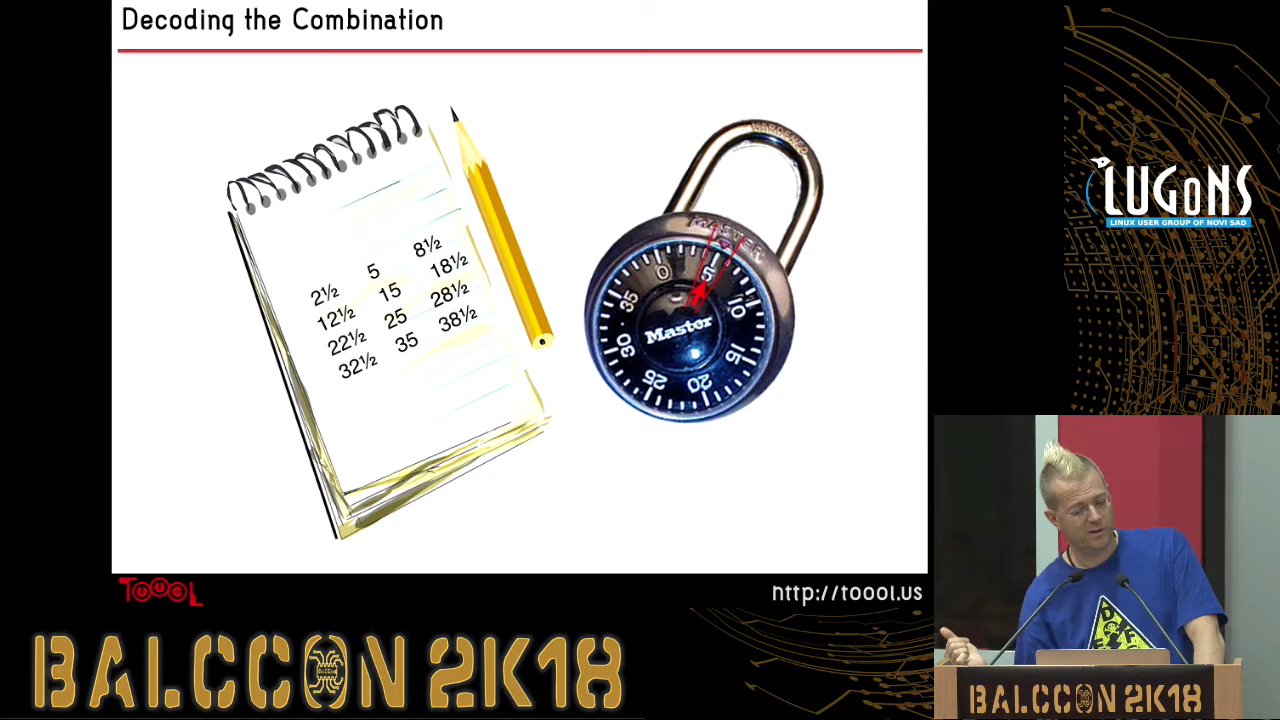 Decoding the Combination
2½ 5 8½
12½ 15 18½
22½ 25 28½
32½ 35 38½
HARDENED
MASTER
0
5
10
15
20
25
30
35
Master
TOOOL
http://toool.us
LUGoNS
LINUX USER GROUP OF NOVI SAD
BALCCON 2K18
BALCCON 2K18